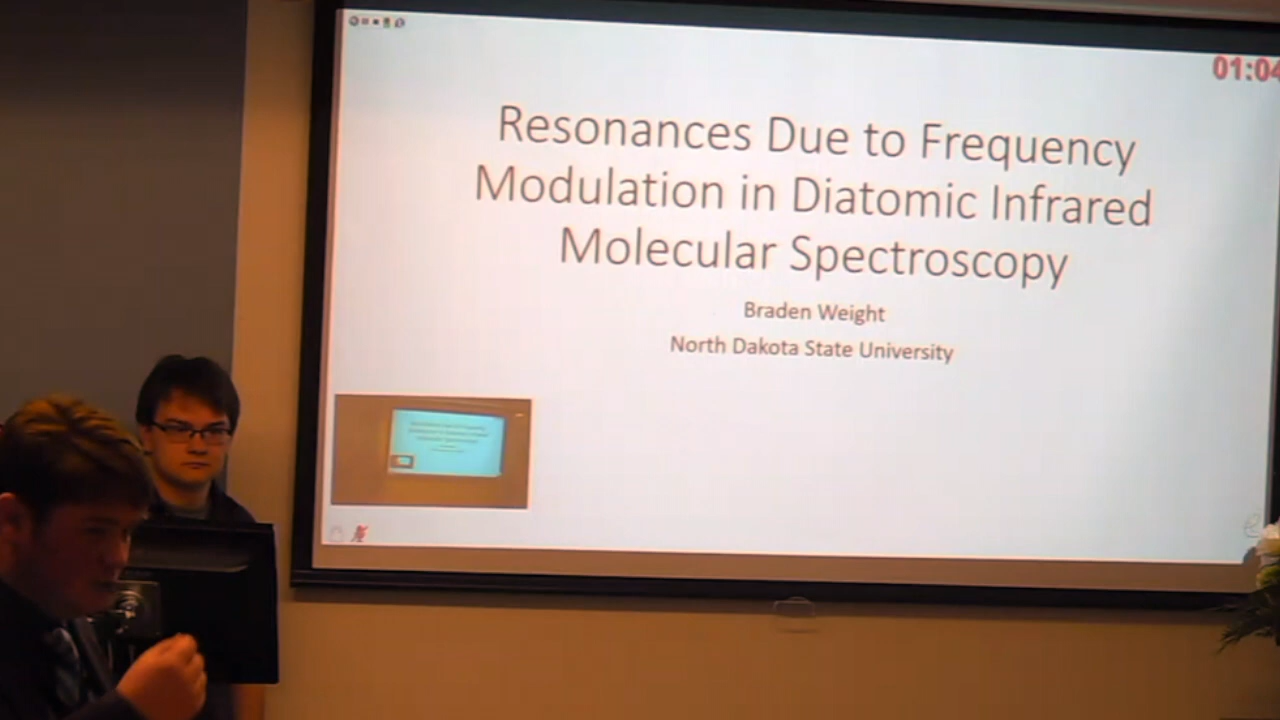 01:04
Resonances Due to Frequency
Modulation in Diatomic Infrared
Molecular Spectroscopy
Braden Weight
North Dakota State University